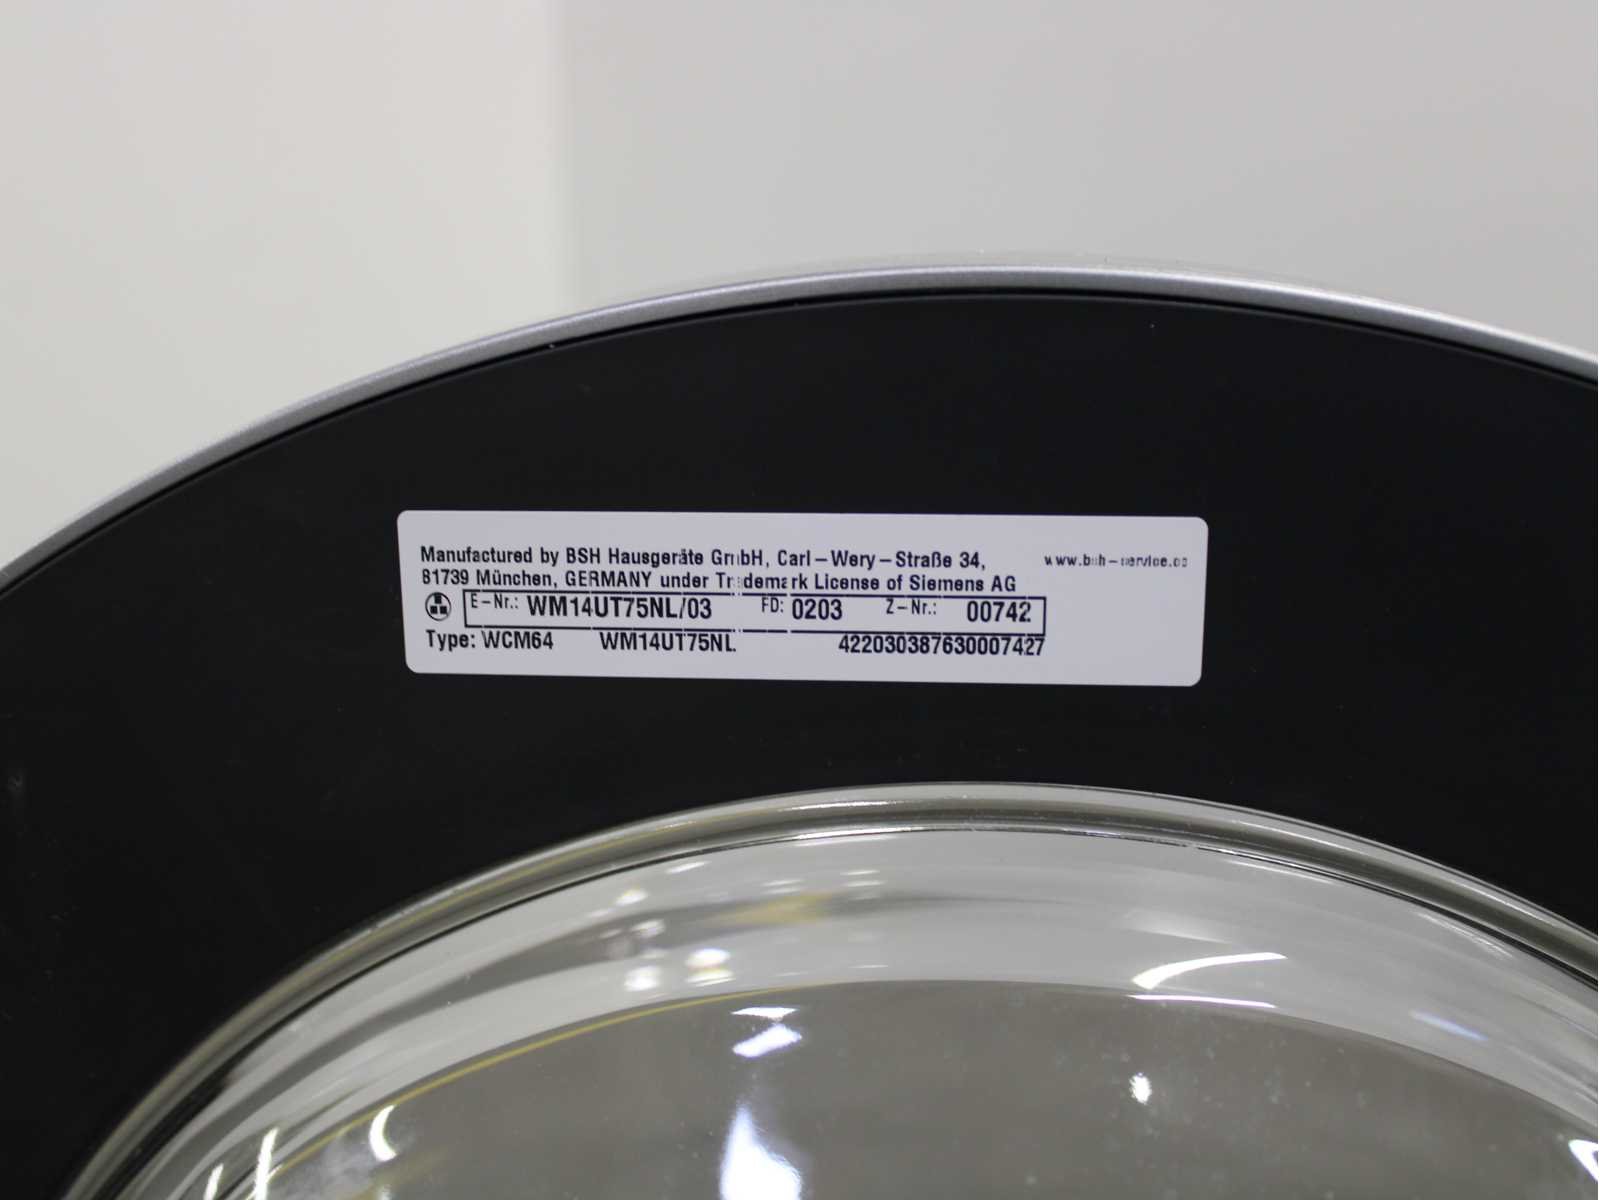 Manufactured by BSH Hausgeräte GmbH, Carl-Wery-Straße 34,
www.bsh-service.co
81739 München, GERMANY under Trademark License of Siemens AG
E-Nr.: WM14UT75NL/03 FD: 0203 Z-Nr.: 00742
Type: WCM64 WM14UT75NL 422030387630007427